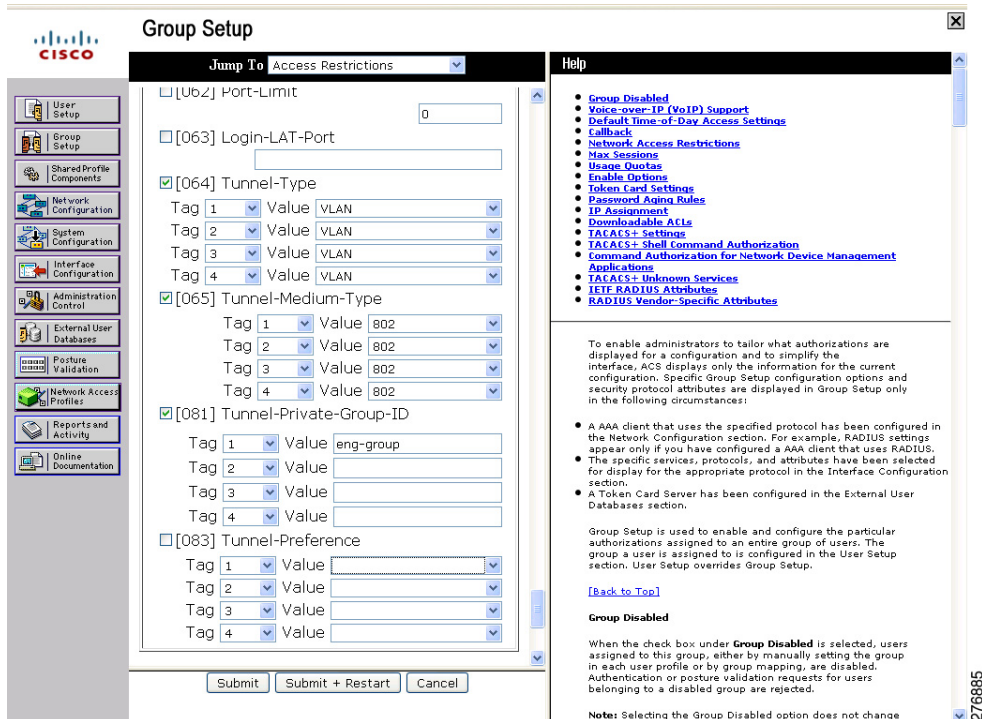 CISCO
Group Setup
Jump To Access Restrictions
User
Setup
Group
Setup
Shared Profile
Components
Network
Configuration
System
Configuration
Interface
Configuration
Administration
Control
External User
Databases
Posture
Validation
Network Access
Profiles
Reports and
Activity
Online
Documentation
[062] Port-Limit
0
[063] Login-LAT-Port
[064] Tunnel-Type
Tag 1 Value VLAN
Tag 2 Value VLAN
Tag 3 Value VLAN
Tag 4 Value VLAN
[065] Tunnel-Medium-Type
Tag 1 Value 802
Tag 2 Value 802
Tag 3 Value 802
Tag 4 Value 802
[081] Tunnel-Private-Group-ID
Tag 1 Value eng-group
Tag 2 Value
Tag 3 Value
Tag 4 Value
[083] Tunnel-Preference
Tag 1 Value
Tag 2 Value
Tag 3 Value
Tag 4 Value
Submit Submit + Restart Cancel
Help
Group Disabled
Voice-over-IP (VoIP) Support
Default Time-of-Day Access Settings
Callback
Network Access Restrictions
Max Sessions
Usage Quotas
Enable Options
Token Card Settings
Password Aging Rules
IP Assignment
Downloadable ACLs
TACACS+ Settings
TACACS+ Shell Command Authorization
Command Authorization for Network Device Management
Applications
TACACS+ Unknown Services
IETF RADIUS Attributes
RADIUS Vendor-Specific Attributes
To enable administrators to tailor what authorizations are
displayed for a configuration and to simplify the
interface, ACS displays only the information for the current
configuration. Specific Group Setup configuration options and
security protocol attributes are displayed in Group Setup only
in the following circumstances:
A AAA client that uses the specified protocol has been configured in
the Network Configuration section. For example, RADIUS settings
appear only if you have configured a AAA client that uses RADIUS.
The specific services, protocols, and attributes have been selected
for display for the appropriate protocol in the Interface Configuration
section.
A Token Card Server has been configured in the External User
Databases section.
Group Setup is used to enable and configure the particular
authorizations assigned to an entire group of users. The
group a user is assigned to is configured in the User Setup
section. User Setup overrides Group Setup.
[Back to Top]
Group Disabled
When the check box under Group Disabled is selected, users
assigned to this group, either by manually setting the group
in each user profile or by group mapping, are disabled.
Authentication or posture validation requests for users
belonging to a disabled group are rejected.
Note: Selecting the Group Disabled option does not change
276885